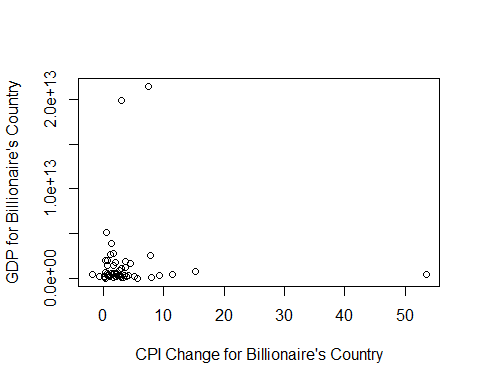 GDP for Billionaire's Country
2.0e+13
1.0e+13
0.0e+00
0 10 20 30 40 50
CPI Change for Billionaire's Country